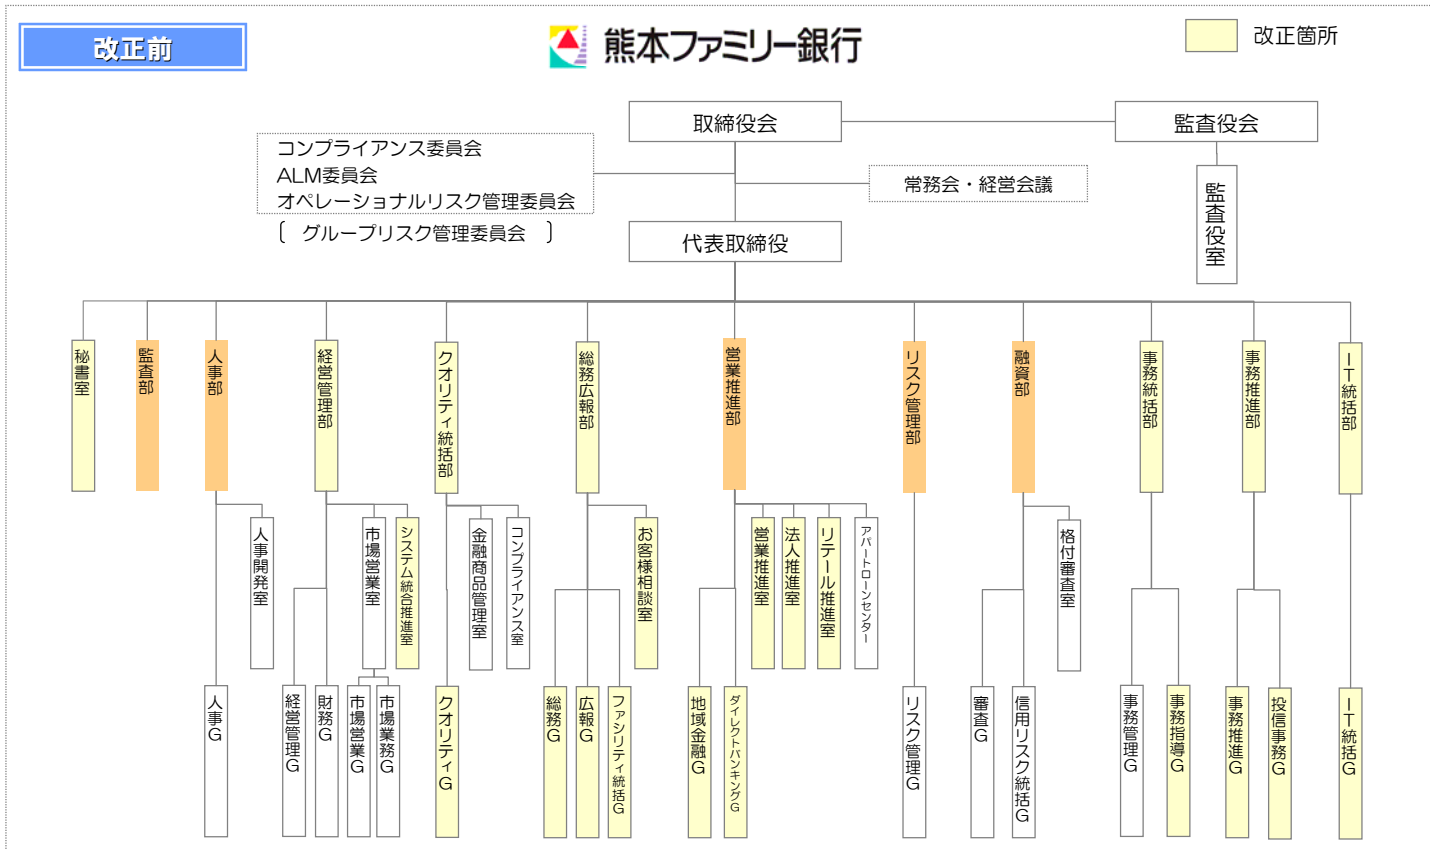 改正前
熊本ファミリー銀行
改正箇所
取締役会
監査役会
コンプライアンス委員会
ALM委員会
オペレーショナルリスク管理委員会
〔 グループリスク管理委員会 〕
常務会・経営会議
監査役室
代表取締役
秘書室
監査部
人事部
経営管理部
クオリティ統括部
総務広報部
営業推進部
リスク管理部
融資部
事務統括部
事務推進部
IT統括部
人事開発室
市場営業室
システム統合推進室
金融商品管理室
コンプライアンス室
お客様相談室
営業推進室
法人推進室
リテール推進室
アパートローンセンター
格付審査室
人事G
経営管理G
財務G
市場営業G
市場業務G
クオリティG
総務G
広報G
ファシリティ統括G
地域金融G
ダイレクトバンキングG
リスク管理G
審査G
信用リスク統括G
事務管理G
事務指導G
事務推進G
投信事務G
IT統括G